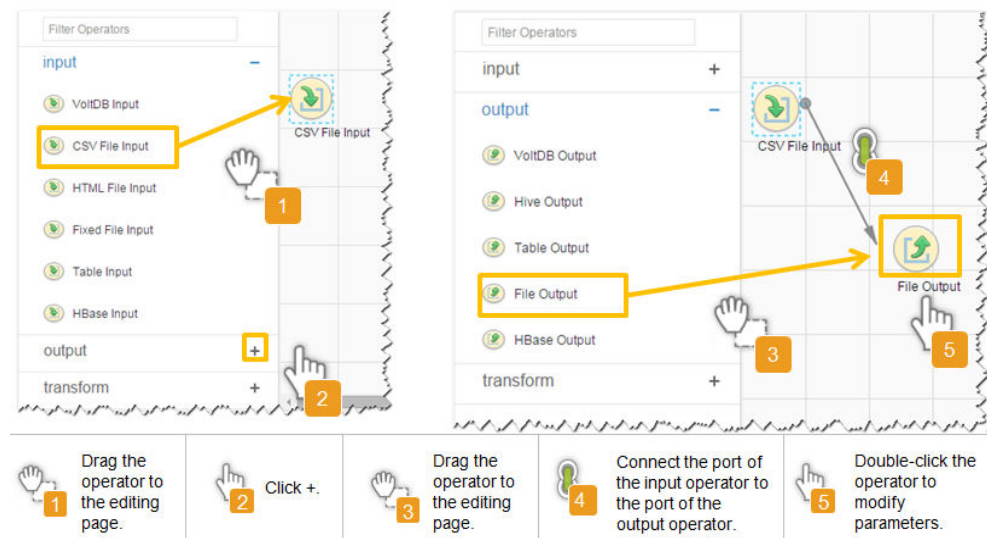 Filter Operators
input −
VoltDB Input
CSV File Input
HTML File Input
Fixed File Input
Table Input
HBase Input
output +
transform +
CSV File Input
1
2
Filter Operators
input +
output −
VoltDB Output
Hive Output
Table Output
File Output
HBase Output
transform +
CSV File Input
4
File Output
3
5
1
Drag the
operator to
the editing
page.
2
Click +.
3
Drag the
operator to
the editing
page.
4
Connect the port of
the input operator to
the port of the
output operator.
5
Double-click the
operator to
modify
parameters.